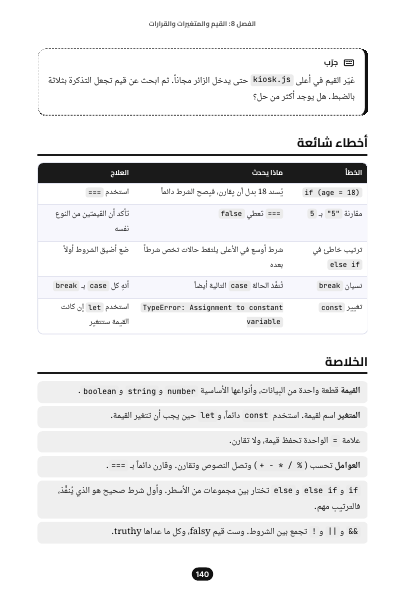 الفصل 8: القيم والمتغيرات والقرارات
جرّب
غيّر القيم في أعلى kiosk.js حتى يدخل الزائر مجاناً. ثم ابحث عن قيم تجعل التذكرة بثلاثة
بالضبط. هل يوجد أكثر من حل؟
أخطاء شائعة
الخطأ ماذا يحدث العلاج
if (age = 18) يُسند 18 بدل أن يقارن، فيصح الشرط دائماً استخدم ===
مقارنة "5" بـ 5 === تعطي false تأكد أن القيمتين من النوع
نفسه
ترتيب خاطئ في شرط أوسع في الأعلى يلتقط حالات تخص شرطاً ضع أضيق الشروط أولاً
else if بعده
نسيان break تُنفَّذ الحالة case التالية أيضاً أنهِ كل case بـ break
تغيير const TypeError: Assignment to constant استخدم let إن كانت
variable القيمة ستتغير
الخلاصة
القيمة قطعة واحدة من البيانات، وأنواعها الأساسية number و string و boolean .
المتغير اسم لقيمة. استخدم const دائماً، و let حين يجب أن تتغير القيمة.
علامة = الواحدة تحفظ قيمة، ولا تقارن.
العوامل تحسب (+ - * / %) وتصل النصوص وتقارن. وقارن دائماً بـ === .
if و else if و else تختار بين مجموعات من الأسطر. وأول شرط صحيح هو الذي يُنفَّذ،
فالترتيب مهم.
&& و || و ! تجمع بين الشروط. وست قيم falsy، وكل ما عداها truthy.
140